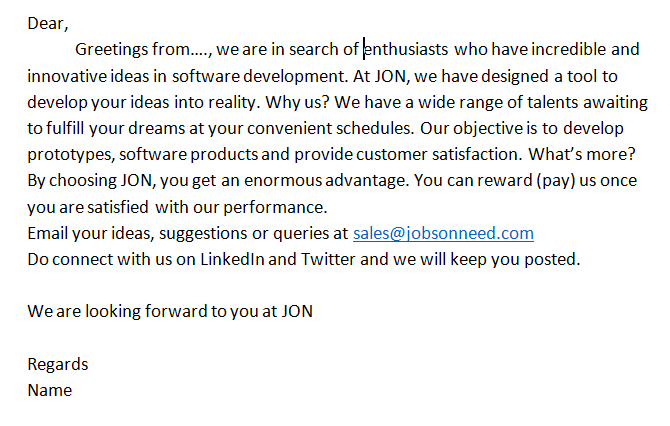 Dear,
Greetings from...., we are in search of enthusiasts who have incredible and
innovative ideas in software development. At JON, we have designed a tool to
develop your ideas into reality. Why us? We have a wide range of talents awaiting
to fulfill your dreams at your convenient schedules. Our objective is to develop
prototypes, software products and provide customer satisfaction. What’s more?
By choosing JON, you get an enormous advantage. You can reward (pay) us once
you are satisfied with our performance.
Email your ideas, suggestions or queries at sales@jobsonneed.com
Do connect with us on LinkedIn and Twitter and we will keep you posted.
We are looking forward to you at JON
Regards
Name